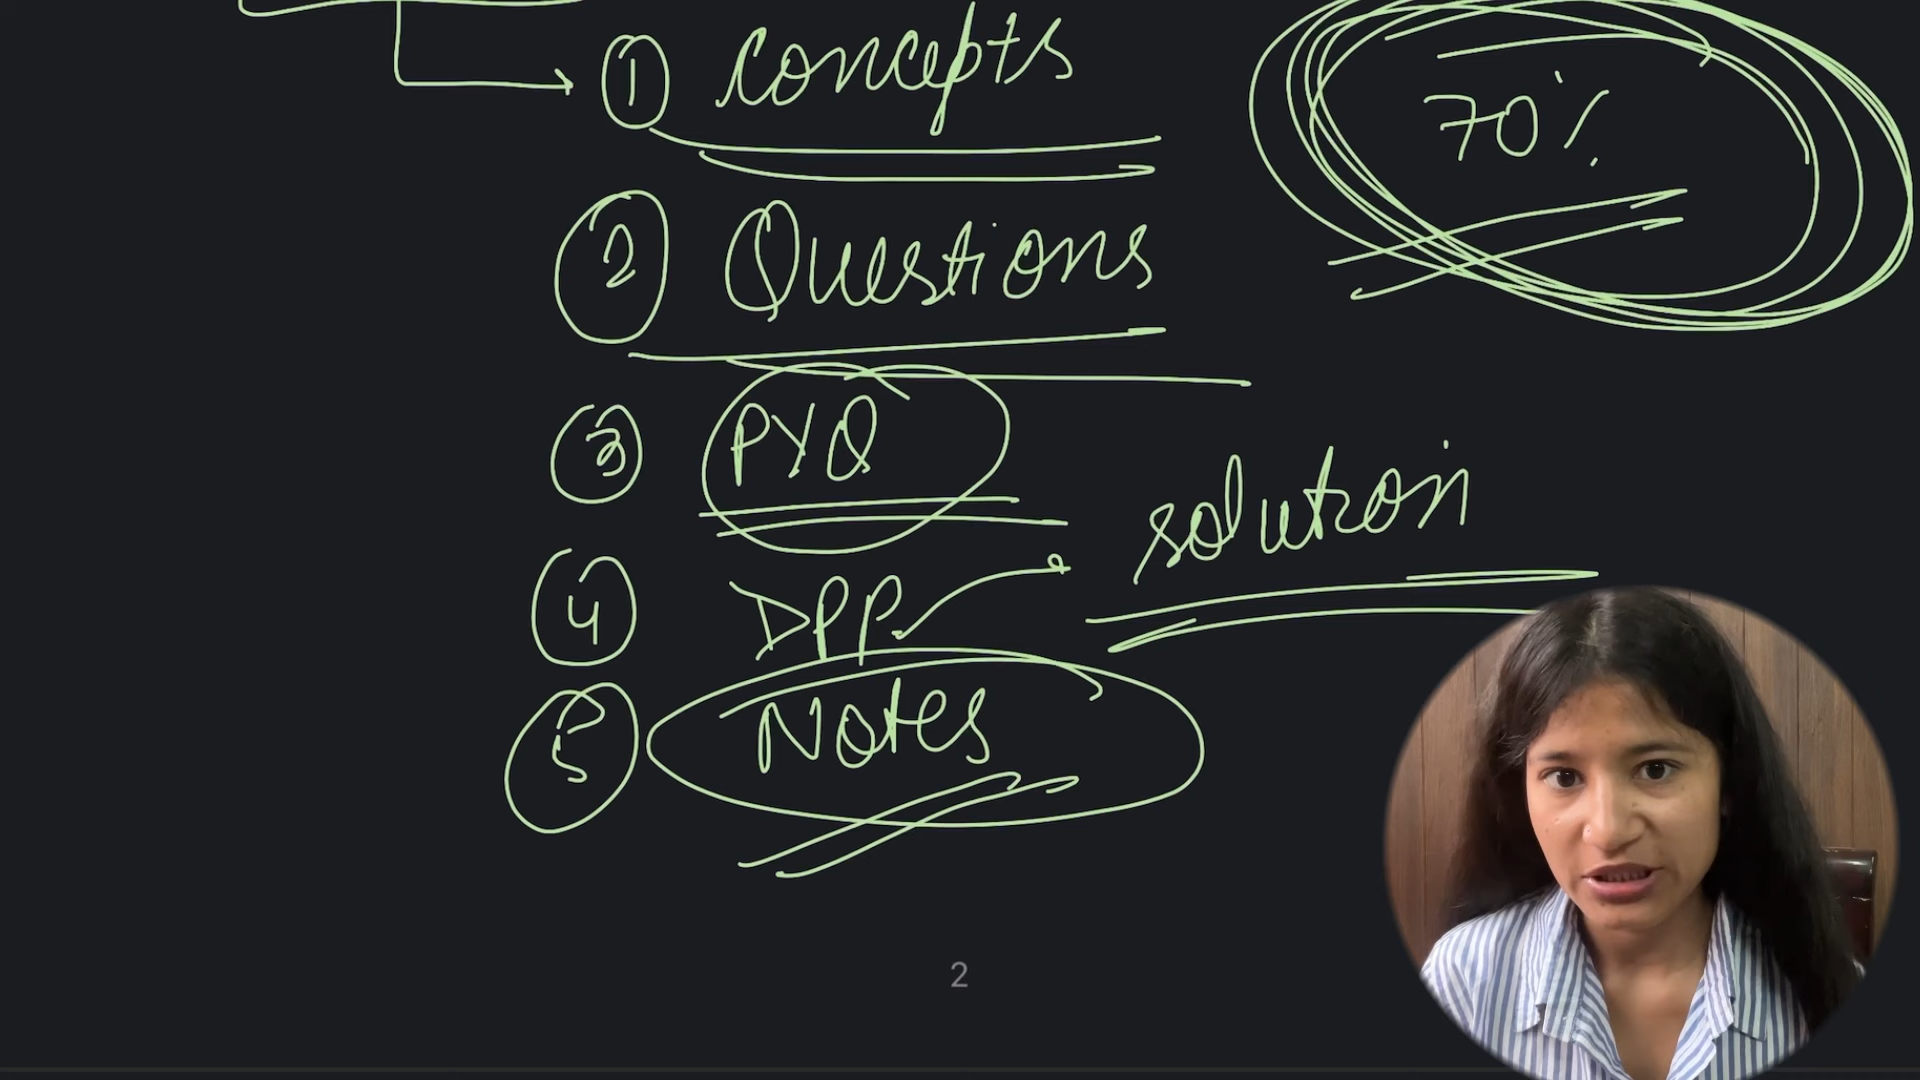 ① concepts
70%
② Questions
③ PYQ
④ DPP → solution
⑤ Notes
2